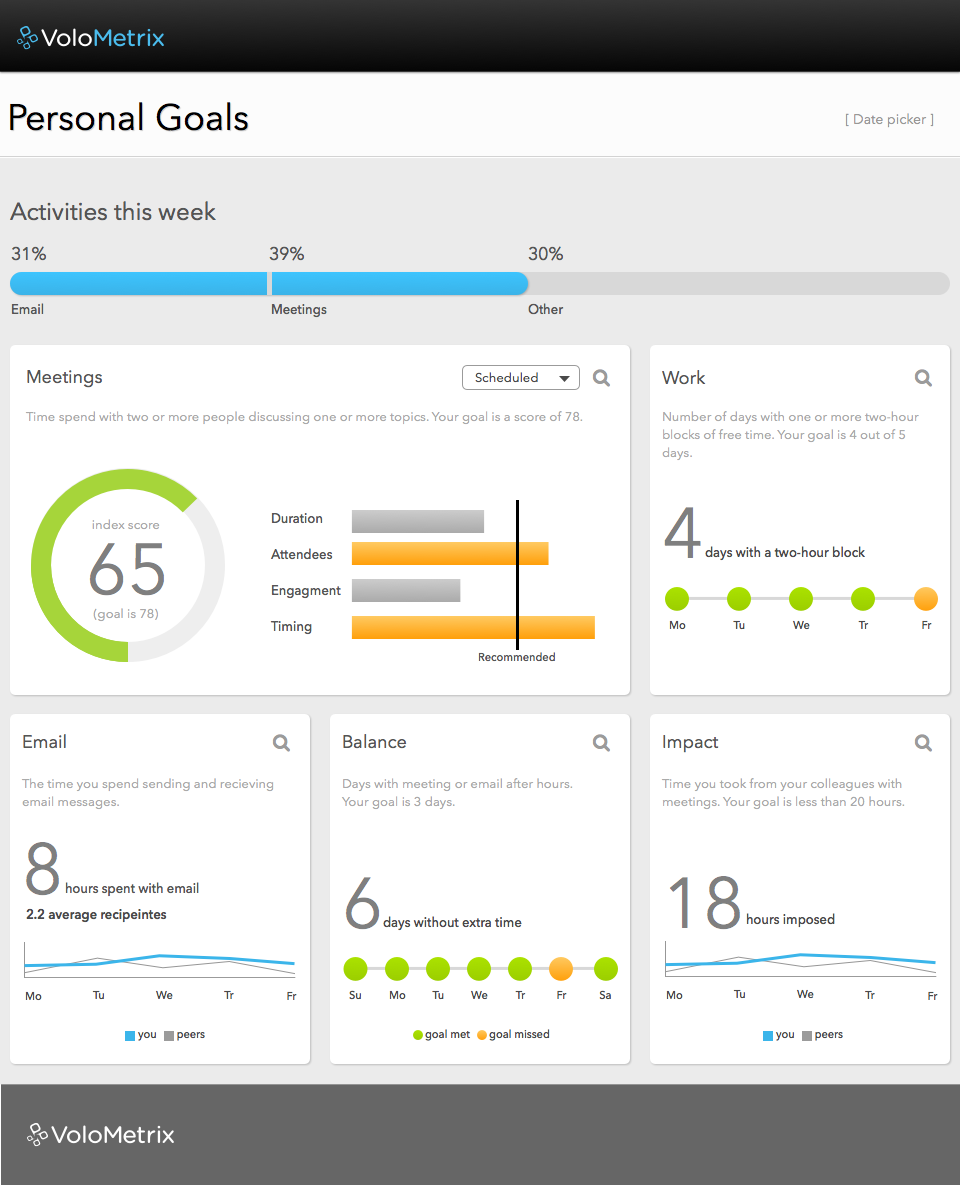 VoloMetrix
Personal Goals
[ Date picker ]
Activities this week
31%
39%
30%
Email
Meetings
Other
Meetings
Scheduled
Time spend with two or more people discussing one or more topics. Your goal is a score of 78.
index score
65
(goal is 78)
Duration
Attendees
Engagment
Timing
Recommended
Work
Number of days with one or more two-hour
blocks of free time. Your goal is 4 out of 5
days.
4 days with a two-hour block
Mo Tu We Tr Fr
Email
The time you spend sending and recieving
email messages.
8 hours spent with email
2.2 average recipeintes
Mo Tu We Tr Fr
you peers
Balance
Days with meeting or email after hours.
Your goal is 3 days.
6 days without extra time
Su Mo Tu We Tr Fr Sa
goal met goal missed
Impact
Time you took from your colleagues with
meetings. Your goal is less than 20 hours.
18 hours imposed
Mo Tu We Tr Fr
you peers
VoloMetrix